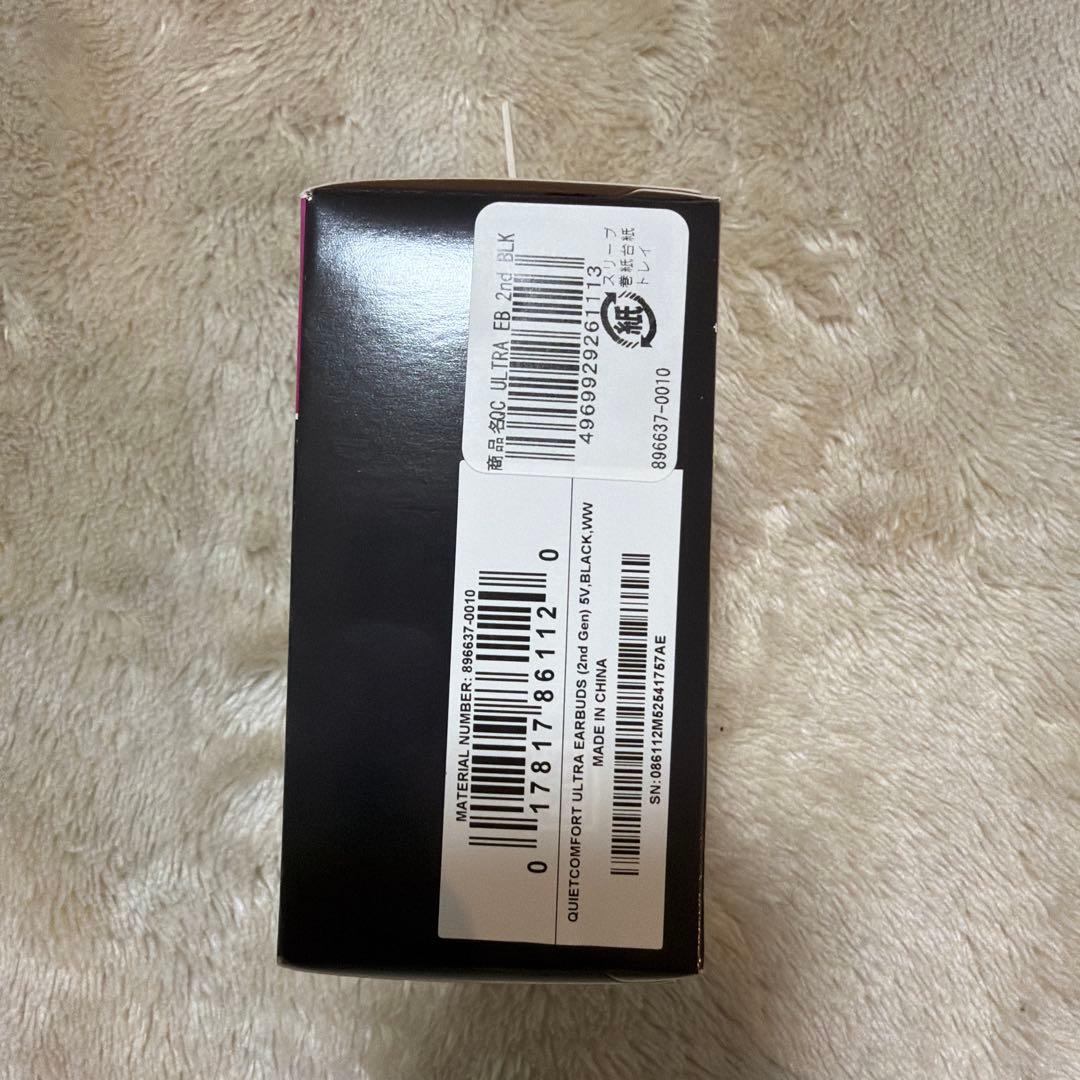 商品名QC ULTRA EB 2nd BLK
4969929261113
紙
スリーブ
巻紙台紙
トレイ
896637-0010
MATERIAL NUMBER: 896637-0010
0 17817 86112 0
QUIETCOMFORT ULTRA EARBUDS (2nd Gen) 5V,BLACK,WW
MADE IN CHINA
SN:086112M52541757AE